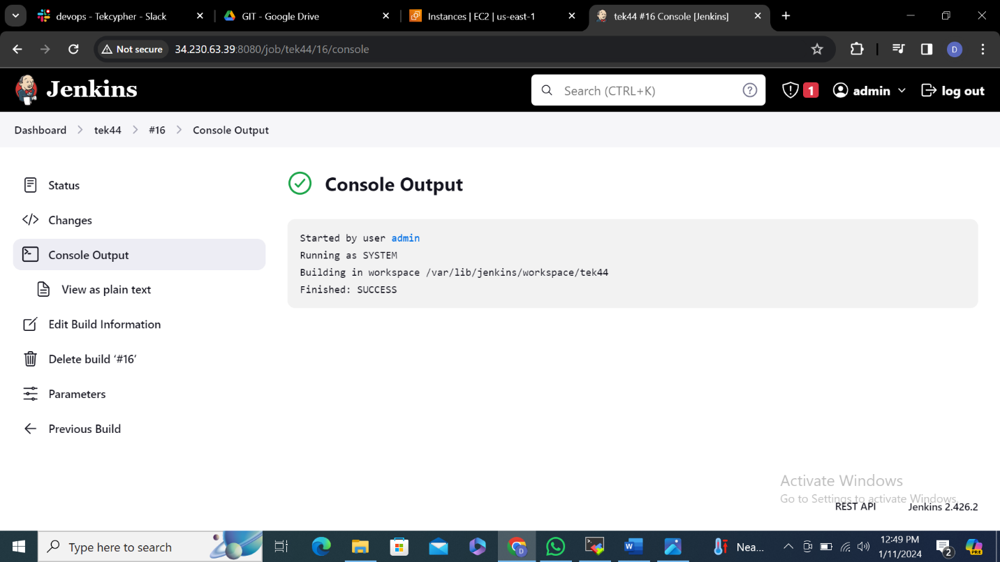 devops - Tekcypher - Slack
GIT - Google Drive
Instances | EC2 | us-east-1
tek44 #16 Console [Jenkins]
Not secure
34.230.63.39:8080/job/tek44/16/console
D
Jenkins
Search (CTRL+K)
?
1
admin
log out
Dashboard
tek44
#16
Console Output
Status
Changes
Console Output
View as plain text
Edit Build Information
Delete build ‘#16’
Parameters
Previous Build
Console Output
Started by user admin
Running as SYSTEM
Building in workspace /var/lib/jenkins/workspace/tek44
Finished: SUCCESS
Activate Windows
Go to Settings to activate Windows.
REST API
Jenkins 2.426.2
Type here to search
D
W
Nea...
12:49 PM
1/11/2024
2
PRE